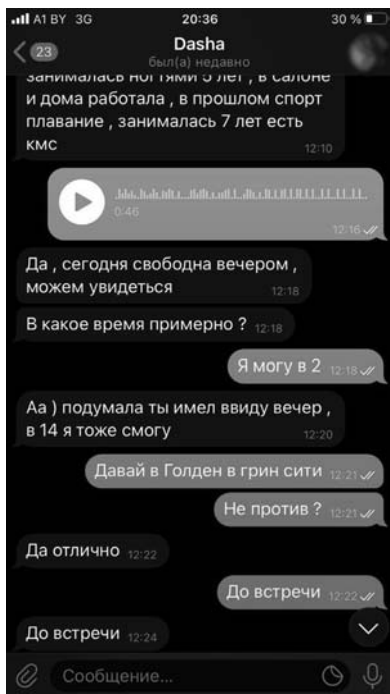 A1 BY 3G 20:36 30 %
23 Dasha
был(а) недавно
занималась ногтями 5 лет , в салоне
и дома работала , в прошлом спорт
плавание , занималась 7 лет есть
кмс 12:10
0:46 12:16
Да , сегодня свободна вечером ,
можем увидеться 12:18
В какое время примерно ? 12:18
Я могу в 2 12:18
Аа ) подумала ты имел ввиду вечер ,
в 14 я тоже смогу 12:20
Давай в Голден в грин сити 12:21
Не против ? 12:21
Да отлично 12:22
До встречи 12:22
До встречи 12:24
Сообщение...